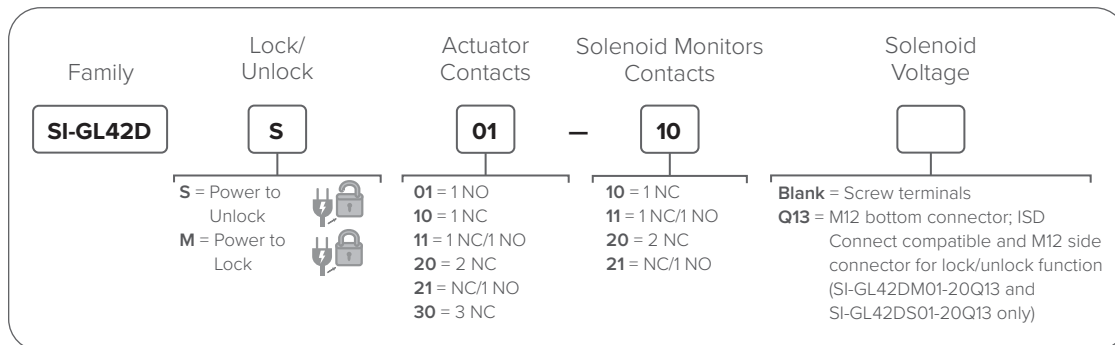 Family
Lock/
Unlock
Actuator
Contacts
Solenoid Monitors
Contacts
Solenoid
Voltage
SI-GL42D
S
01
–
10
S = Power to
Unlock
M = Power to
Lock
01 = 1 NO
10 = 1 NC
11 = 1 NC/1 NO
20 = 2 NC
21 = NC/1 NO
30 = 3 NC
10 = 1 NC
11 = 1 NC/1 NO
20 = 2 NC
21 = NC/1 NO
Blank = Screw terminals
Q13 = M12 bottom connector; ISD
Connect compatible and M12 side
connector for lock/unlock function
(SI-GL42DM01-20Q13 and
SI-GL42DS01-20Q13 only)